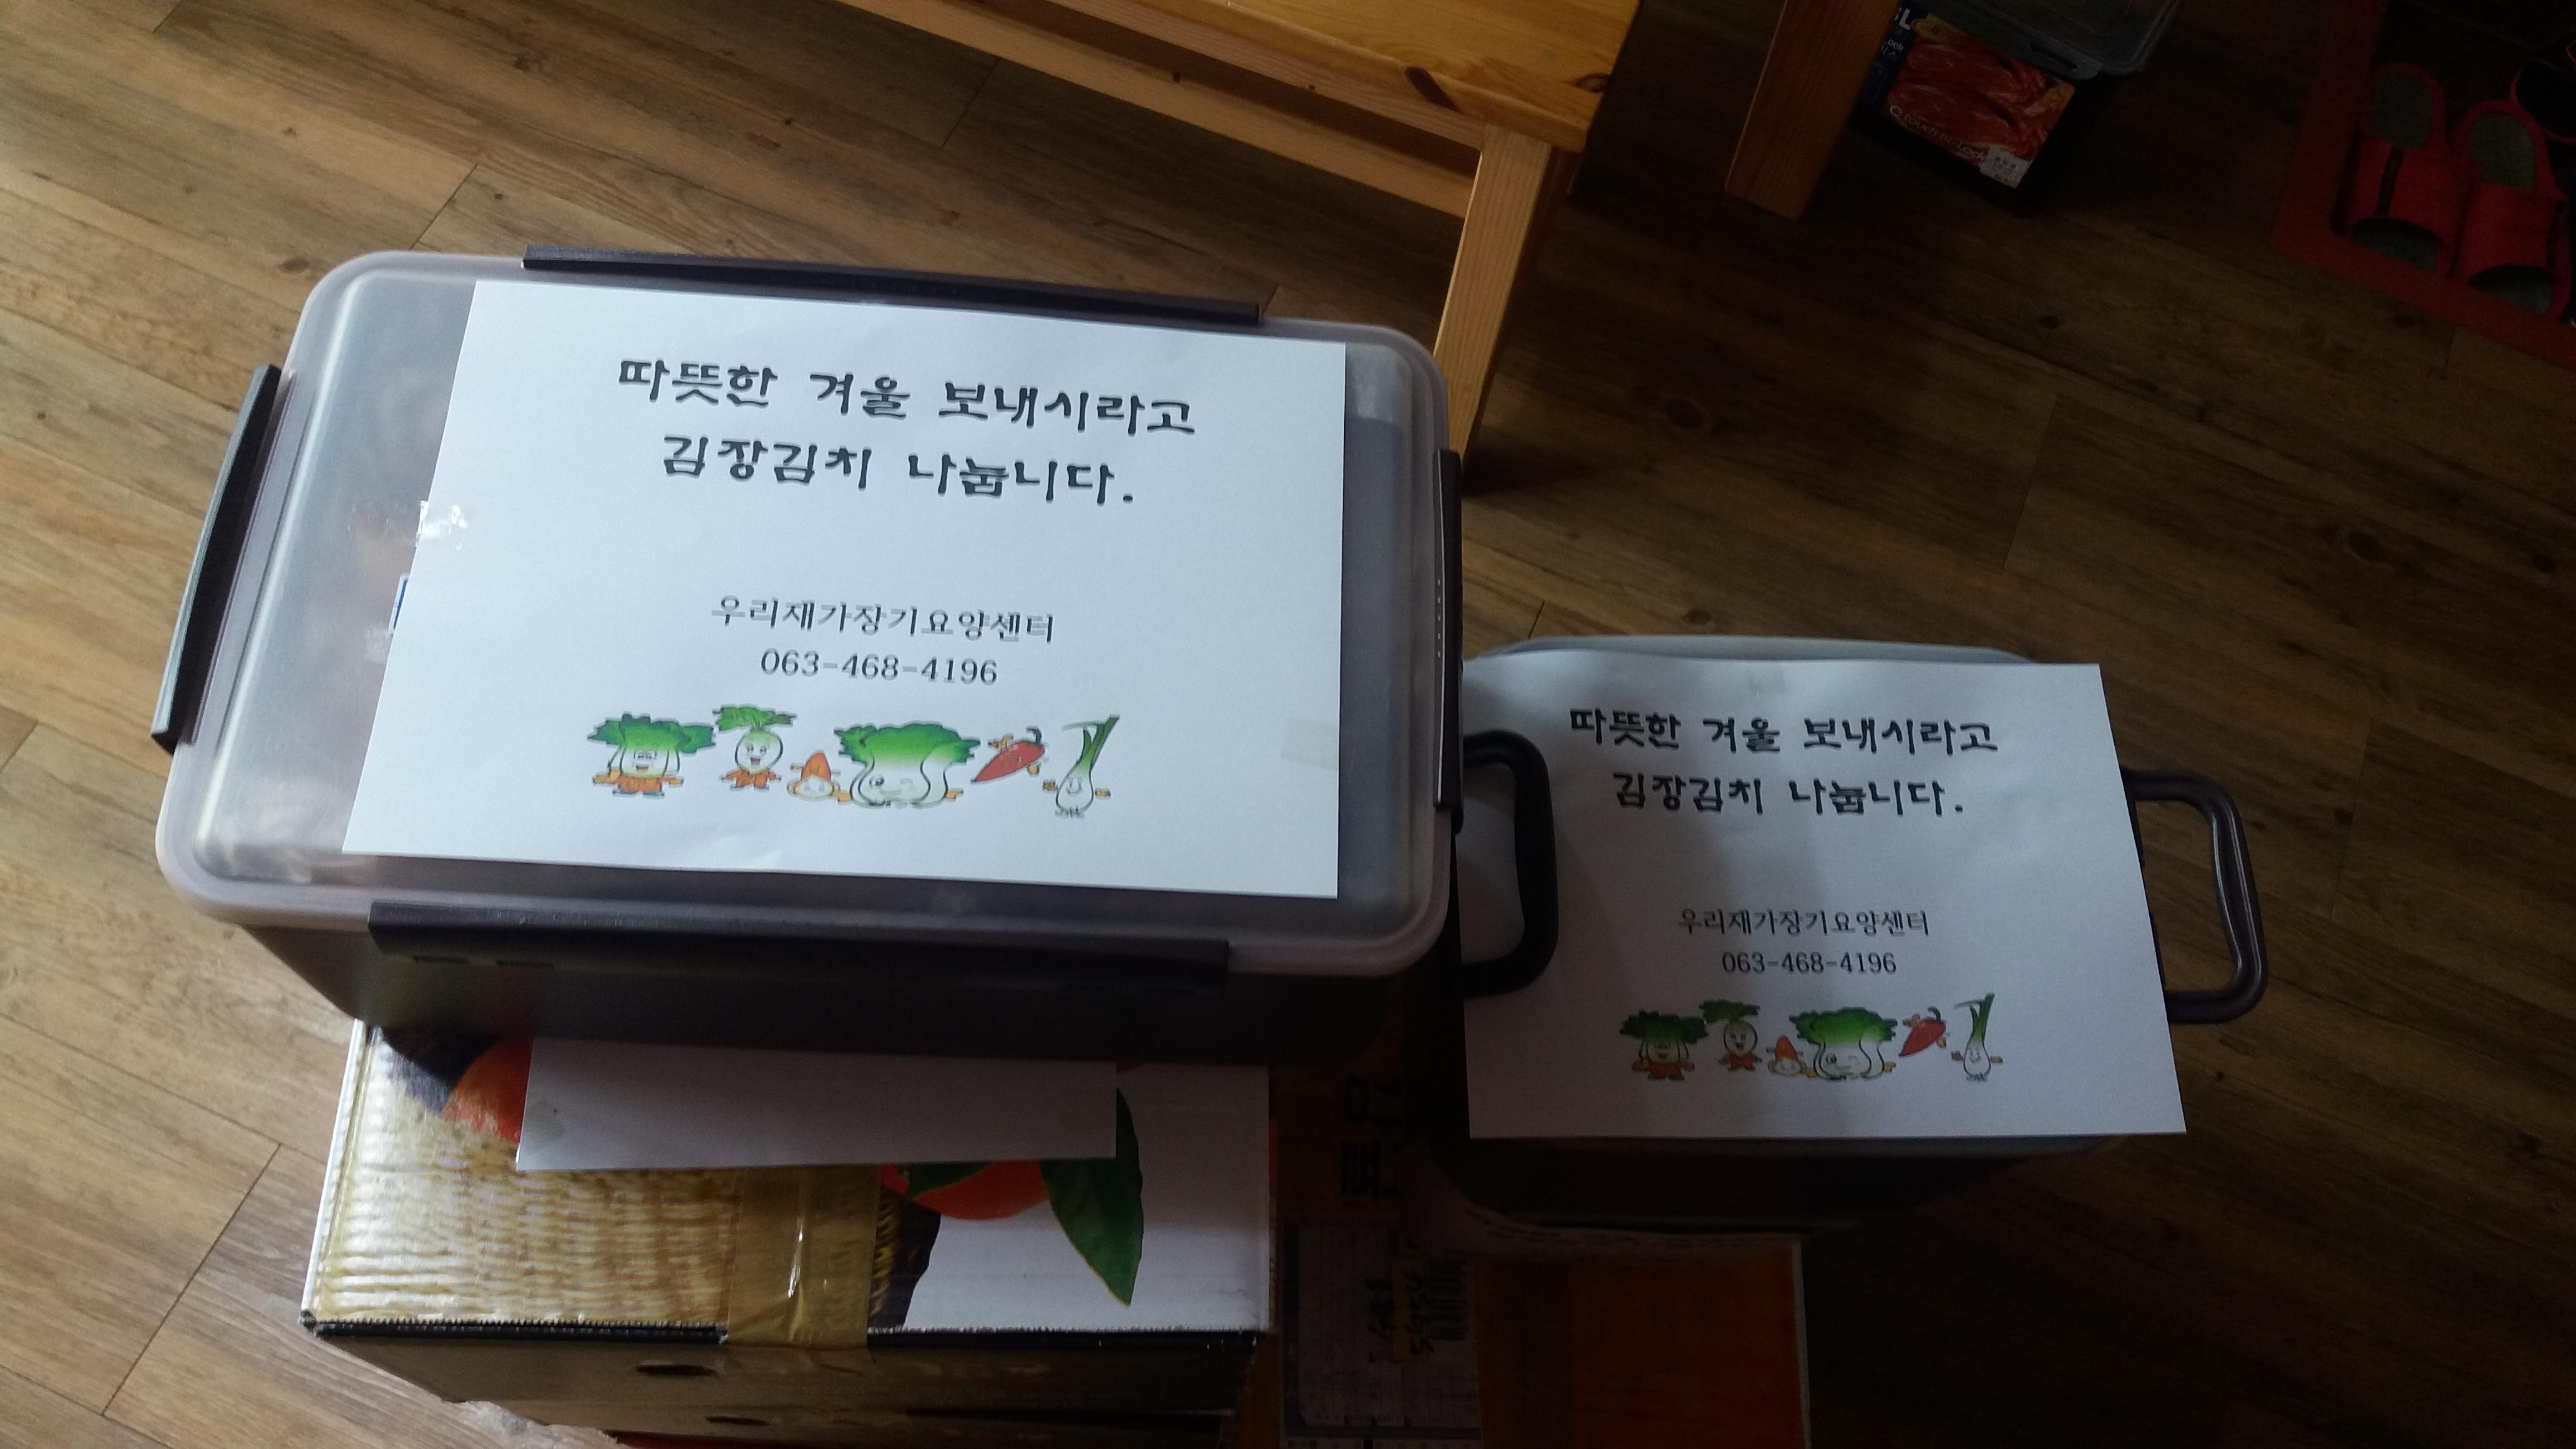 따뜻한 겨울 보내시라고
김장김치 나눕니다.
우리재가장기요양센터
063-468-4196
따뜻한 겨울 보내시라고
김장김치 나눕니다.
우리재가장기요양센터
063-468-4196